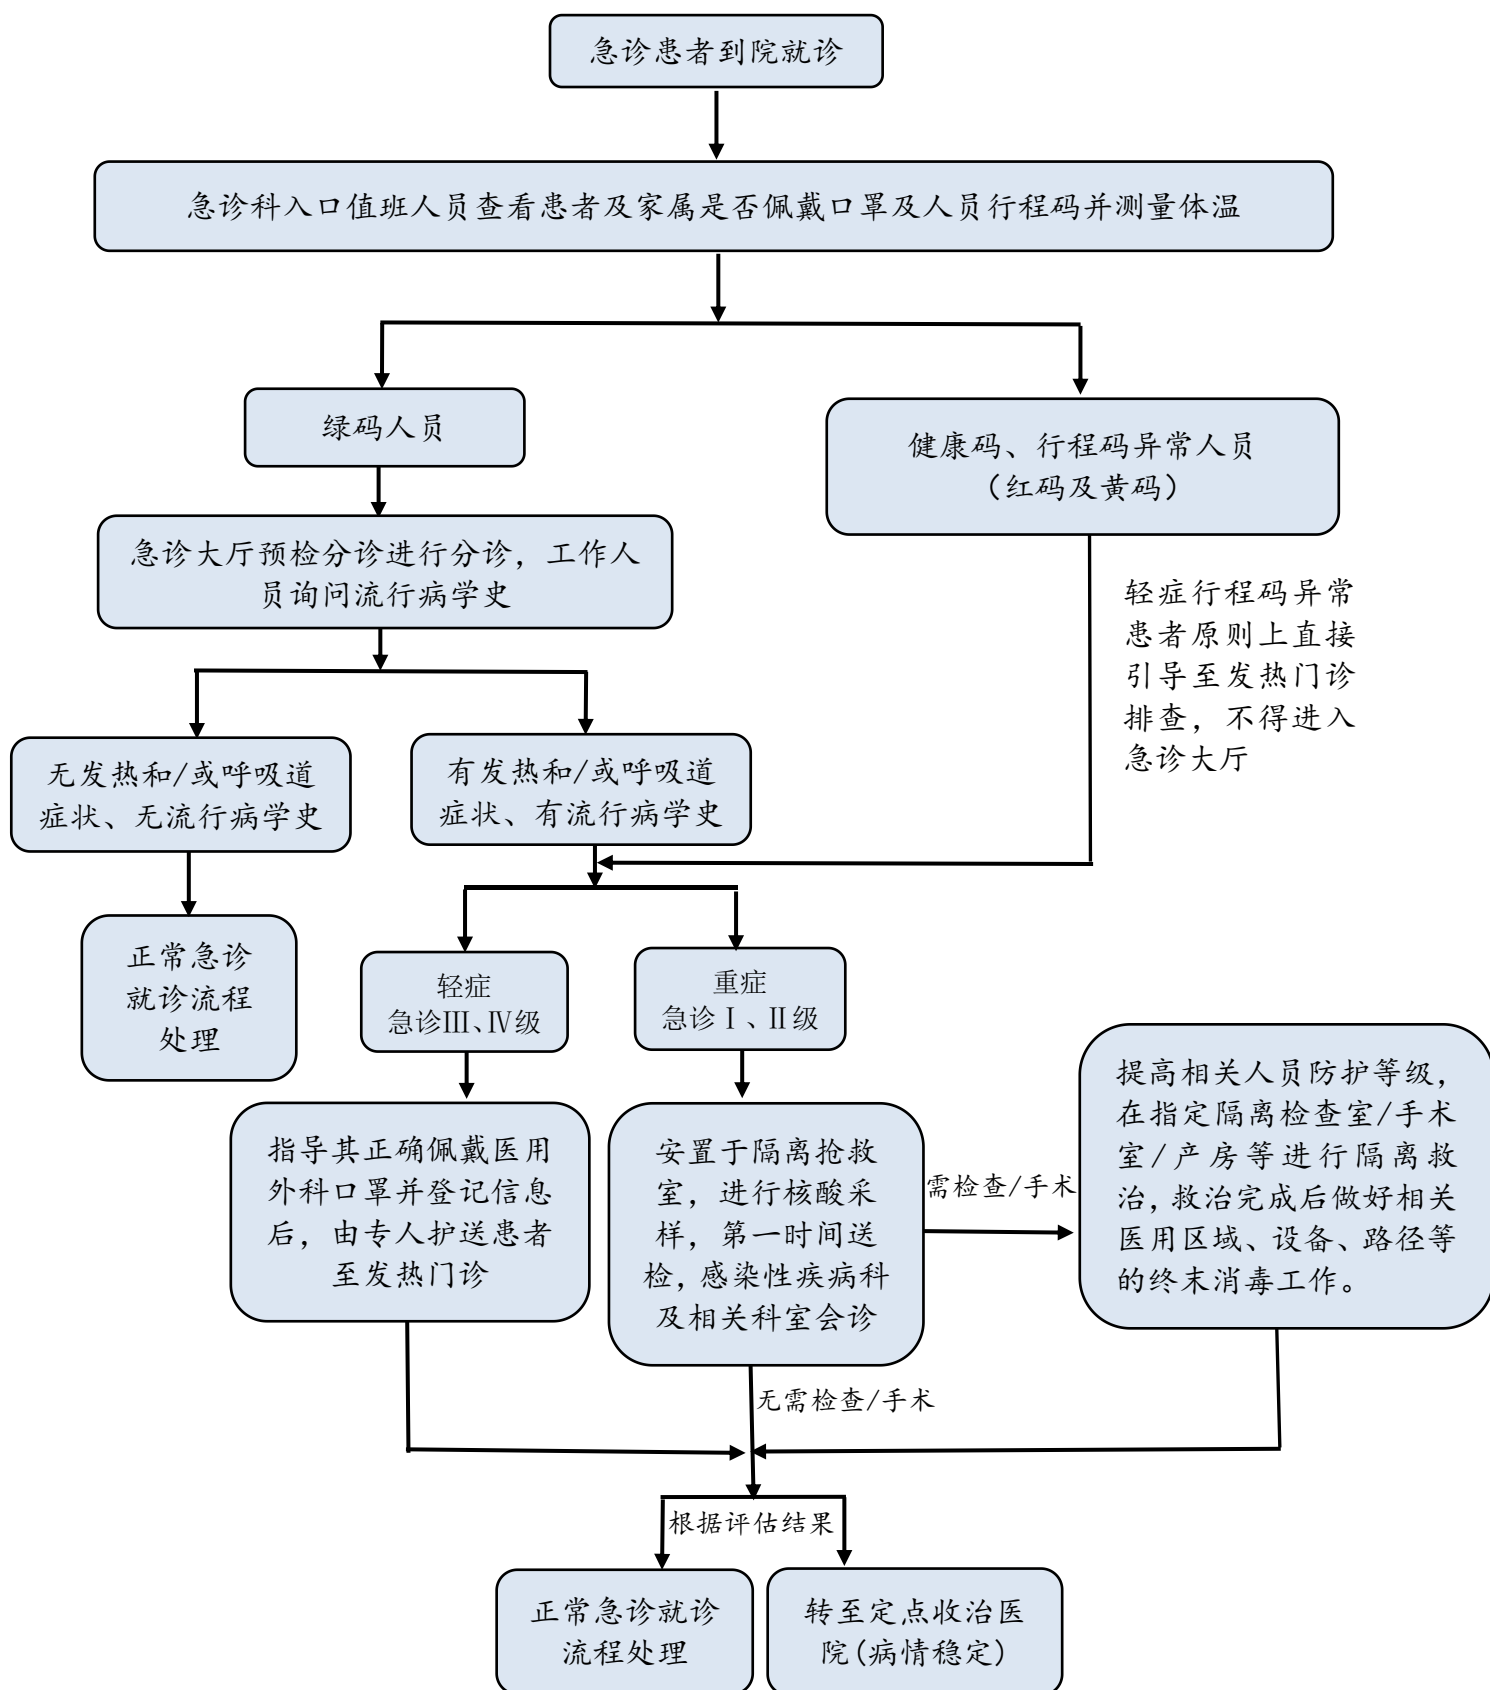 急诊患者到院就诊
急诊科入口值班人员查看患者及家属是否佩戴口罩及人员行程码并测量体温
绿码人员
健康码、行程码异常人员
（红码及黄码）
急诊大厅预检分诊进行分诊，工作人
员询问流行病学史
轻症行程码异常
患者原则上直接
引导至发热门诊
排查，不得进入
急诊大厅
无发热和/或呼吸道
症状、无流行病学史
有发热和/或呼吸道
症状、有流行病学史
正常急诊
就诊流程
处理
轻症
急诊Ⅲ、Ⅳ级
重症
急诊Ⅰ、Ⅱ级
指导其正确佩戴医用
外科口罩并登记信息
后，由专人护送患者
至发热门诊
安置于隔离抢救
室，进行核酸采
样，第一时间送
检，感染性疾病科
及相关科室会诊
需检查/手术
提高相关人员防护等级，
在指定隔离检查室/手术
室/产房等进行隔离救
治，救治完成后做好相关
医用区域、设备、路径等
的终末消毒工作。
无需检查/手术
根据评估结果
正常急诊就诊
流程处理
转至定点收治医
院（病情稳定）